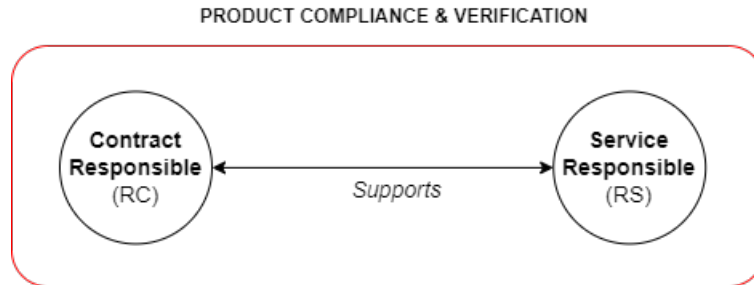 PRODUCT COMPLIANCE & VERIFICATION
Contract
Responsible
(RC)
Supports
Service
Responsible
(RS)